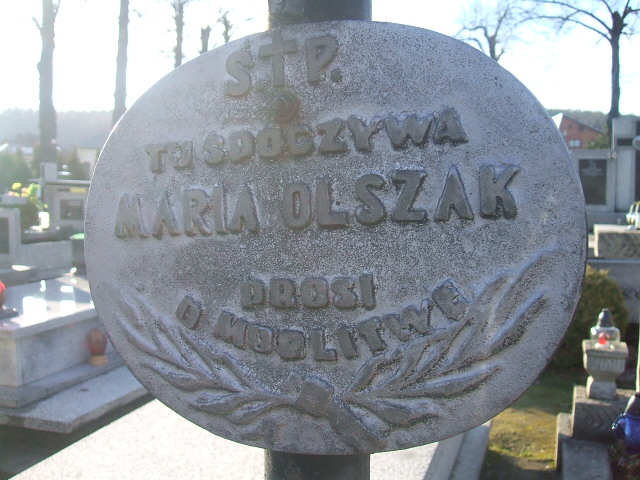 S.†P.
TU SPOCZYWA
MARIA OLSZAK
PROSI
O MODLITWĘ